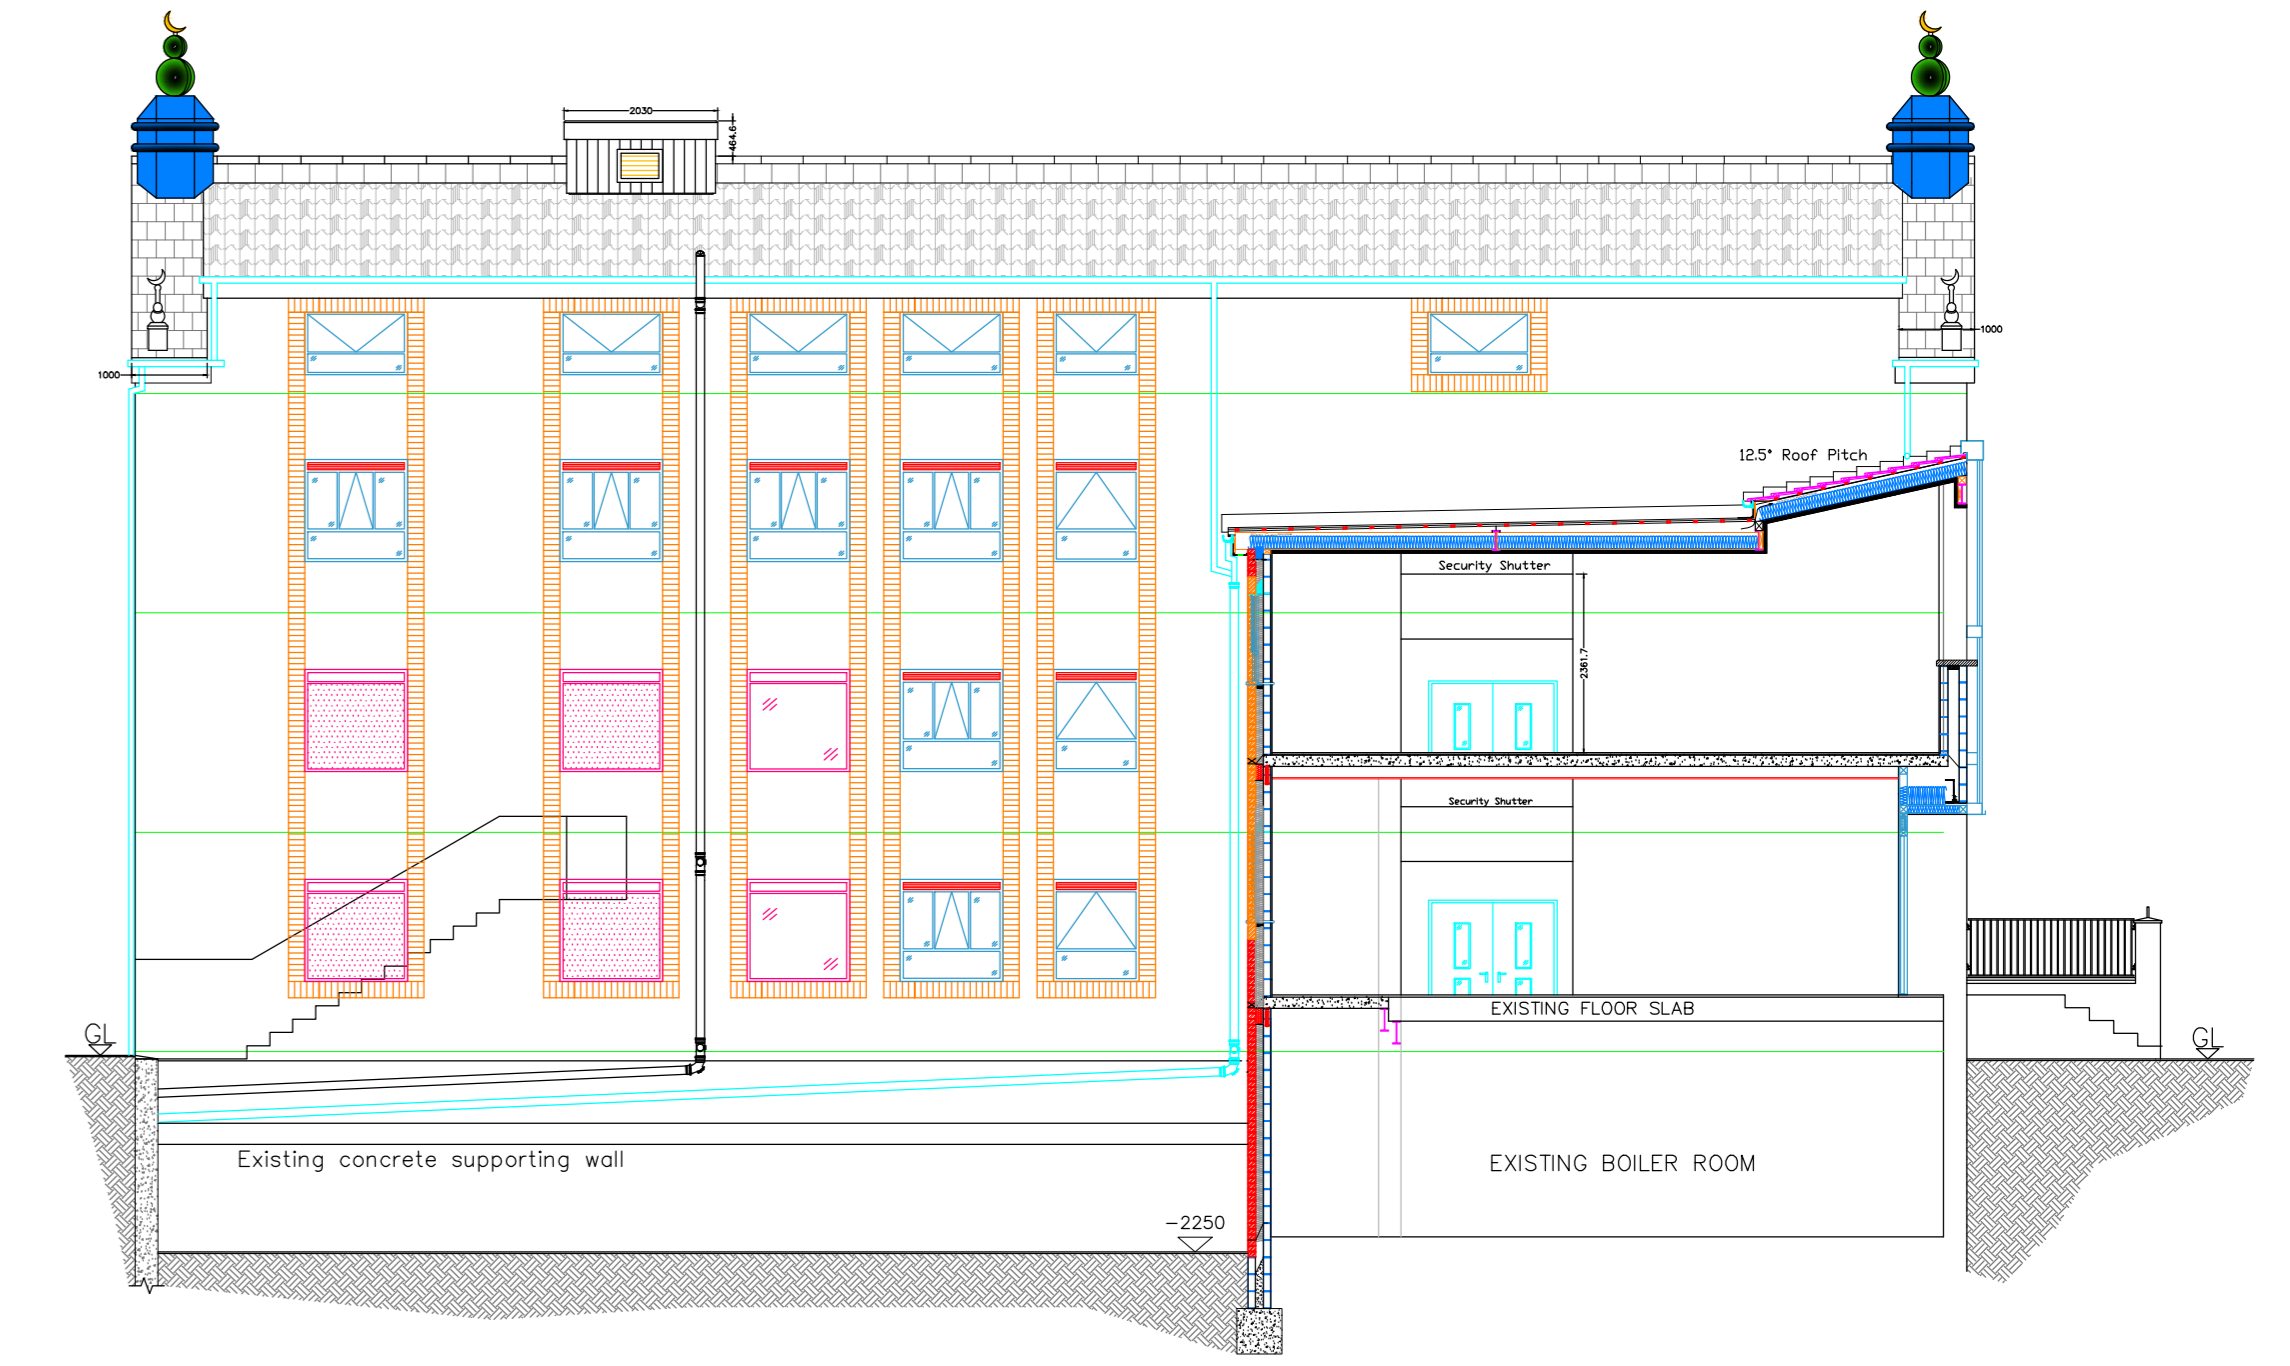 2030
464.6
1000
1000
12.5° Roof Pitch
Security Shutter
2361.7
Security Shutter
EXISTING FLOOR SLAB
GL
GL
Existing concrete supporting wall
EXISTING BOILER ROOM
-2250